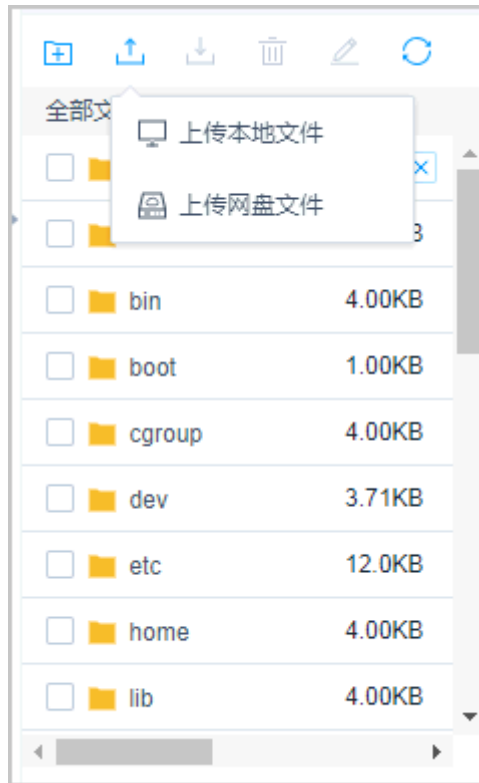 全部文
上传本地文件
上传网盘文件
bin 4.00KB
boot 1.00KB
cgroup 4.00KB
dev 3.71KB
etc 12.0KB
home 4.00KB
lib 4.00KB